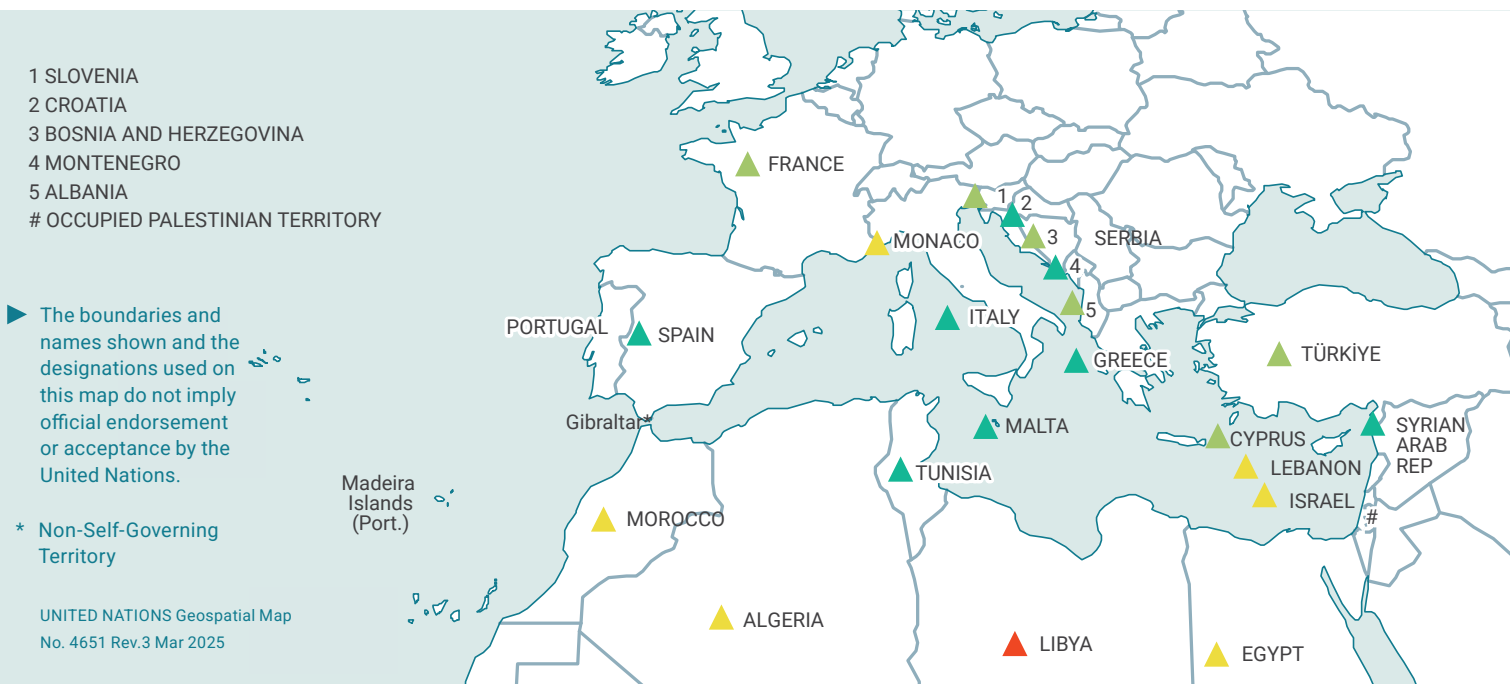 1 SLOVENIA
2 CROATIA
3 BOSNIA AND HERZEGOVINA
4 MONTENEGRO
5 ALBANIA
# OCCUPIED PALESTINIAN TERRITORY
The boundaries and
names shown and the
designations used on
this map do not imply
official endorsement
or acceptance by the
United Nations.
* Non-Self-Governing
Territory
UNITED NATIONS Geospatial Map
No. 4651 Rev.3 Mar 2025
FRANCE
1
2
MONACO
3
SERBIA
4
5
ITALY
PORTUGAL
SPAIN
GREECE
TÜRKİYE
Gibraltar*
MALTA
CYPRUS
SYRIAN
ARAB
REP
LEBANON
TUNISIA
ISRAEL
#
Madeira
Islands
(Port.)
MOROCCO
ALGERIA
LIBYA
EGYPT